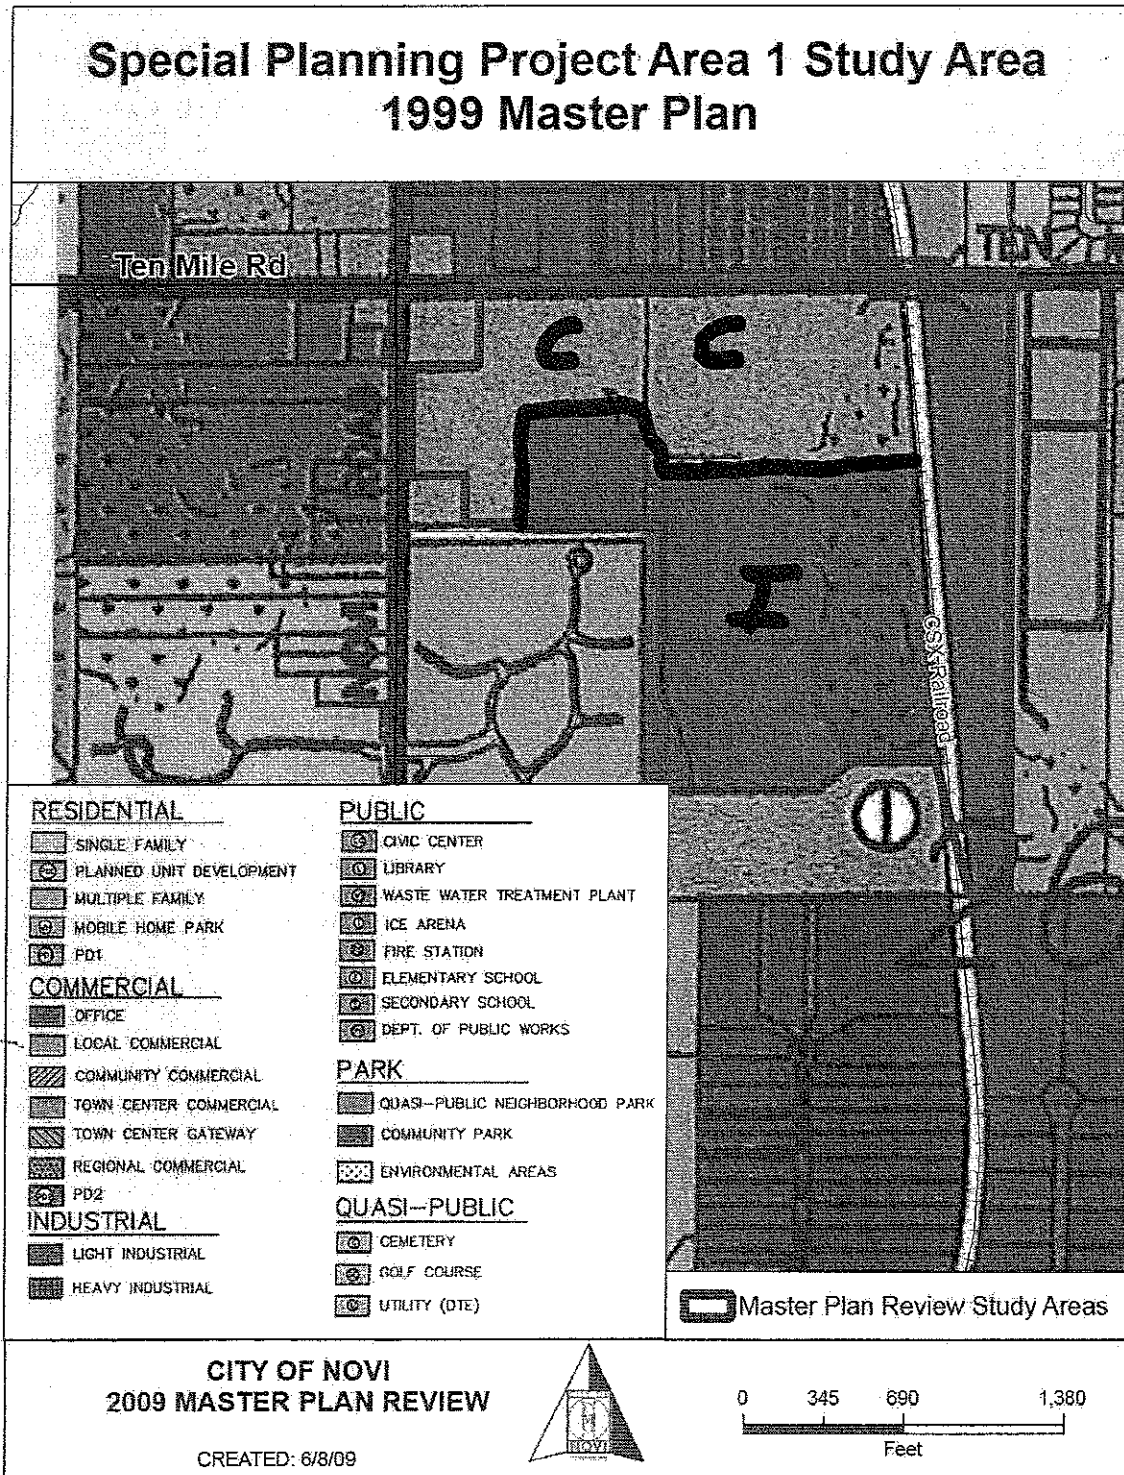 Special Planning Project Area 1 Study Area
1999 Master Plan
Ten Mile Rd
TEN
C
C
I
CSX Railroad
RESIDENTIAL
SINGLE FAMILY
PLANNED UNIT DEVELOPMENT
MULTIPLE FAMILY
MOBILE HOME PARK
PD1
COMMERCIAL
OFFICE
LOCAL COMMERCIAL
COMMUNITY COMMERCIAL
TOWN CENTER COMMERCIAL
TOWN CENTER GATEWAY
REGIONAL COMMERCIAL
PD2
INDUSTRIAL
LIGHT INDUSTRIAL
HEAVY INDUSTRIAL
PUBLIC
CIVIC CENTER
LIBRARY
WASTE WATER TREATMENT PLANT
ICE ARENA
FIRE STATION
ELEMENTARY SCHOOL
SECONDARY SCHOOL
DEPT. OF PUBLIC WORKS
PARK
QUASI-PUBLIC NEIGHBORHOOD PARK
COMMUNITY PARK
ENVIRONMENTAL AREAS
QUASI-PUBLIC
CEMETERY
GOLF COURSE
UTILITY (DTE)
Master Plan Review Study Areas
CITY OF NOVI
2009 MASTER PLAN REVIEW
CREATED: 6/8/09
NOVI
0 345 690 1,380
Feet